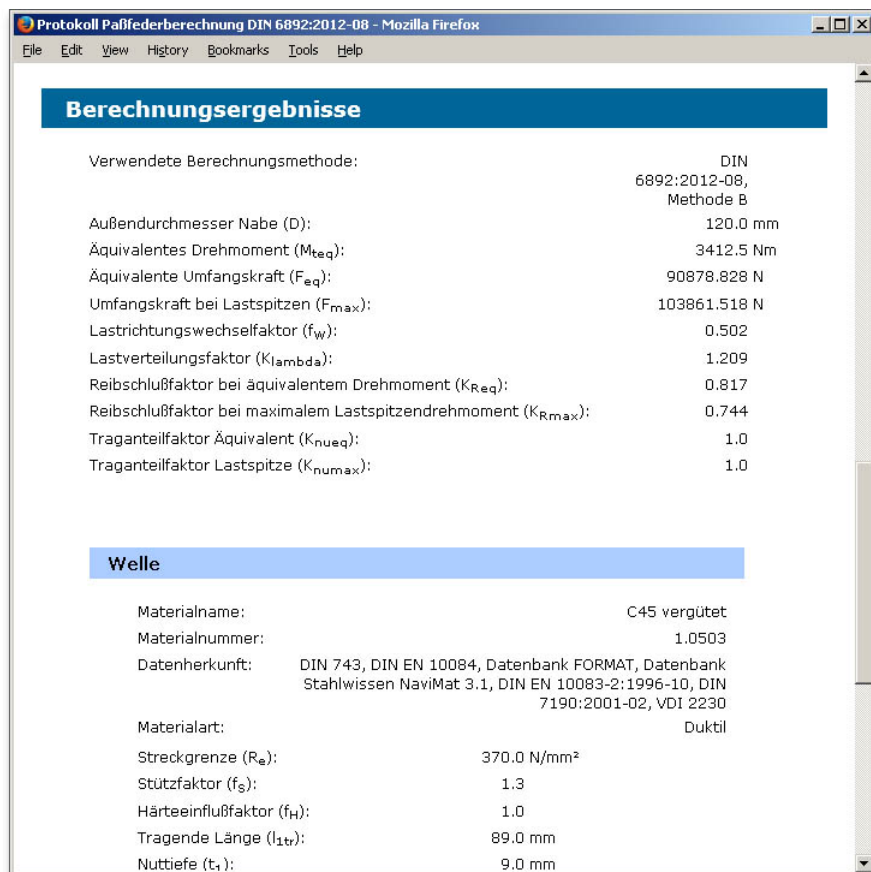 Protokoll Paßfederberechnung DIN 6892:2012-08 - Mozilla Firefox
File Edit View History Bookmarks Tools Help
Berechnungsergebnisse
Verwendete Berechnungsmethode: DIN
6892:2012-08,
Methode B
Außendurchmesser Nabe (D): 120.0 mm
Äquivalentes Drehmoment (Mteq): 3412.5 Nm
Äquivalente Umfangskraft (Feq): 90878.828 N
Umfangskraft bei Lastspitzen (Fmax): 103861.518 N
Lastrichtungswechselfaktor (fW): 0.502
Lastverteilungsfaktor (Klambda): 1.209
Reibschlußfaktor bei äquivalentem Drehmoment (KReq): 0.817
Reibschlußfaktor bei maximalem Lastspitzendrehmoment (KRmax): 0.744
Traganteilfaktor Äquivalent (Knueq): 1.0
Traganteilfaktor Lastspitze (Knumax): 1.0
Welle
Materialname: C45 vergütet
Materialnummer: 1.0503
Datenherkunft: DIN 743, DIN EN 10084, Datenbank FORMAT, Datenbank
Stahlwissen NaviMat 3.1, DIN EN 10083-2:1996-10, DIN
7190:2001-02, VDI 2230
Materialart: Duktil
Streckgrenze (Re): 370.0 N/mm²
Stützfaktor (fS): 1.3
Härteeinflußfaktor (fH): 1.0
Tragende Länge (l1tr): 89.0 mm
Nuttiefe (t1): 9.0 mm